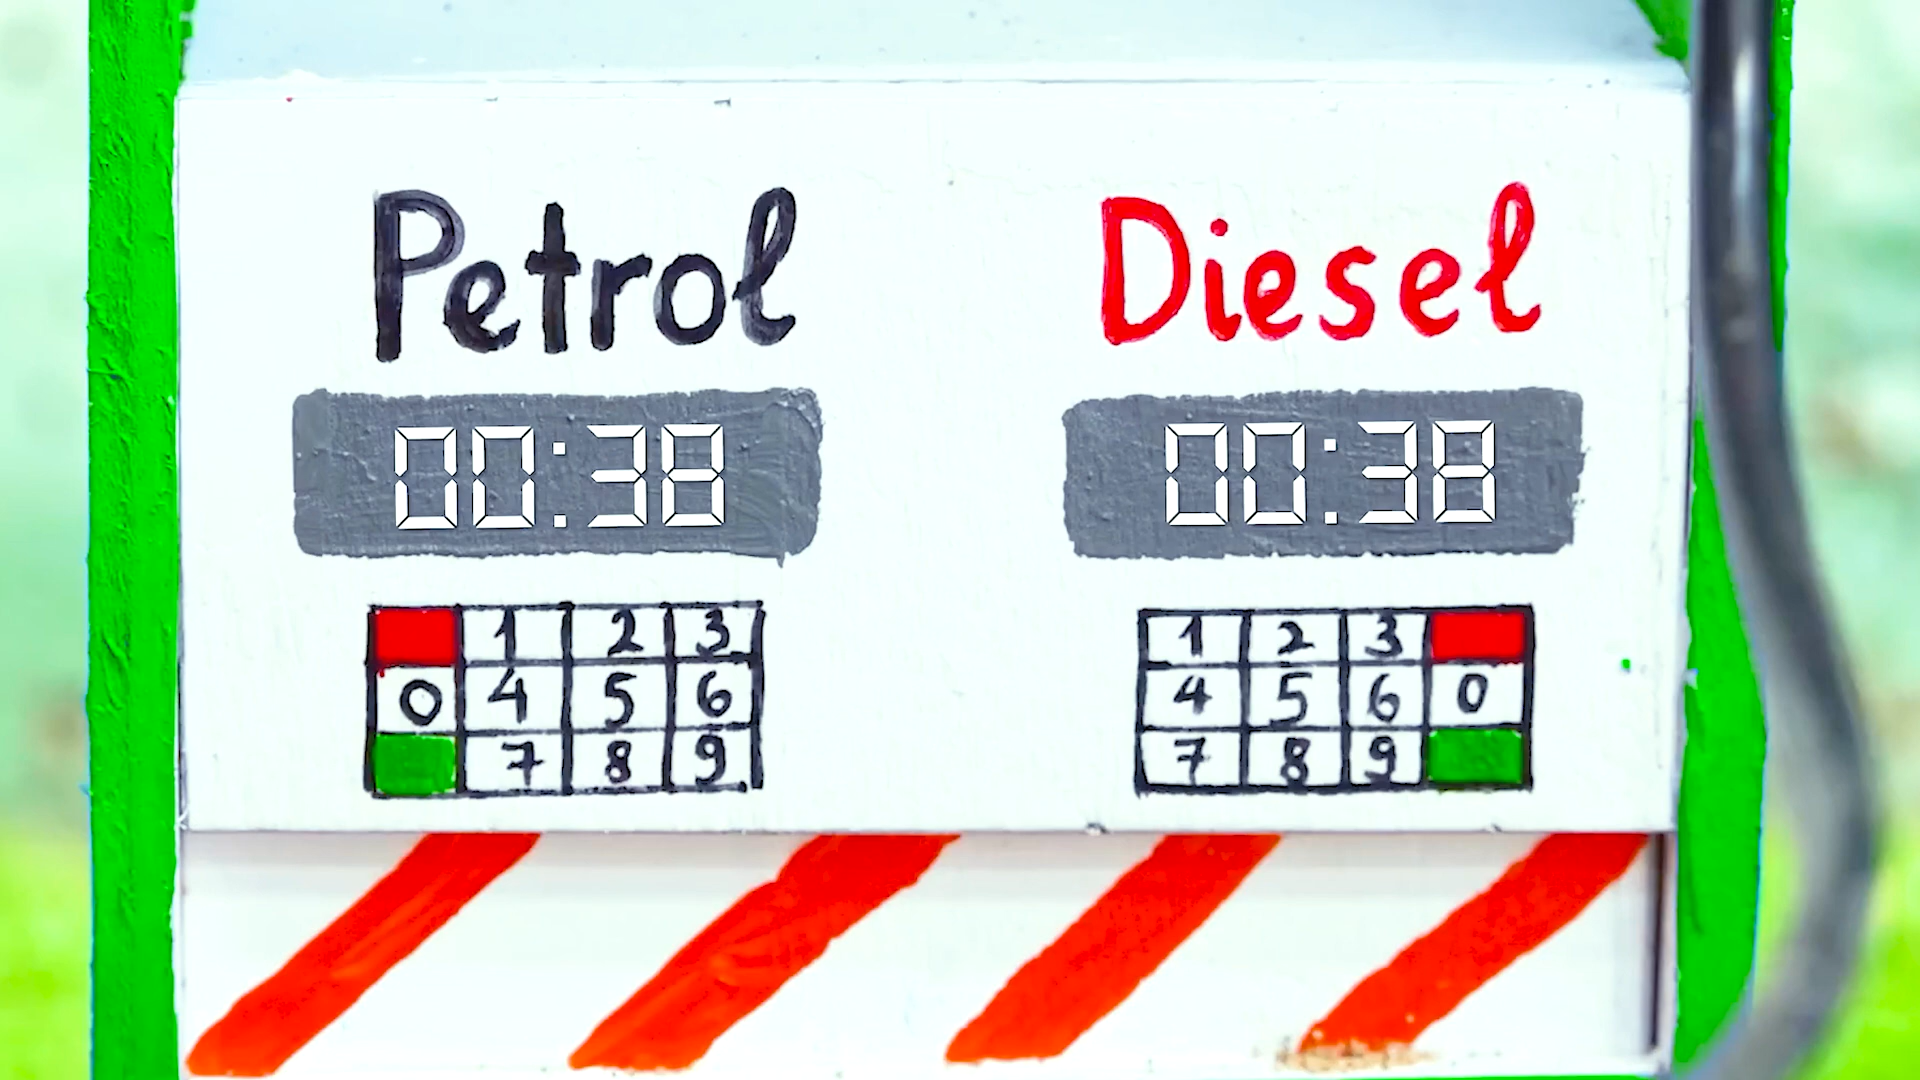 Petrol Diesel
00:38 00:38
1 2 3 1 2 3
0 4 5 6 4 5 6 0
7 8 9 7 8 9